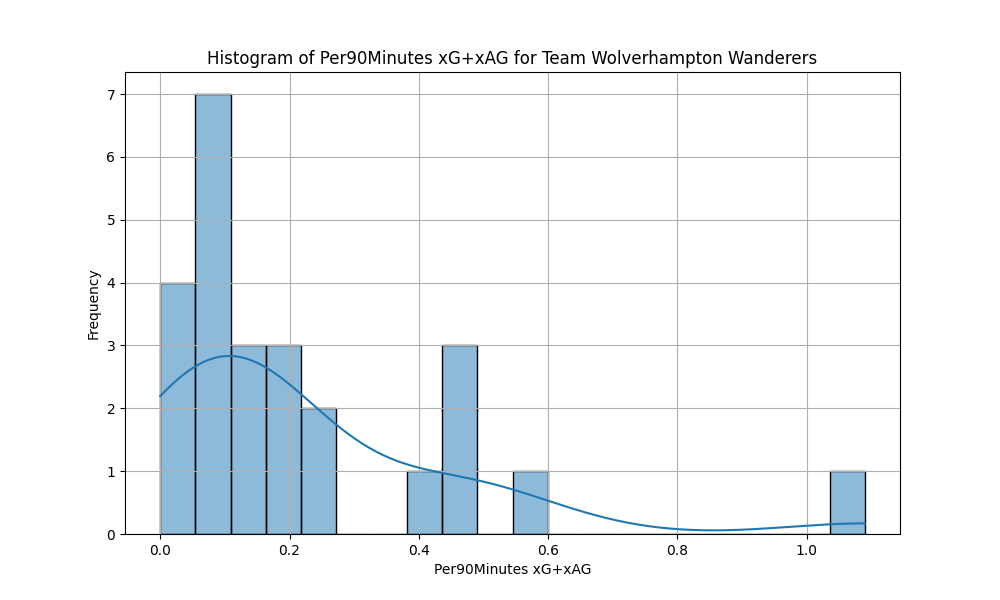 Histogram of Per90Minutes xG+xAG for Team Wolverhampton Wanderers
7
6
5
4
3
2
1
0
Frequency
0.0 0.2 0.4 0.6 0.8 1.0
Per90Minutes xG+xAG